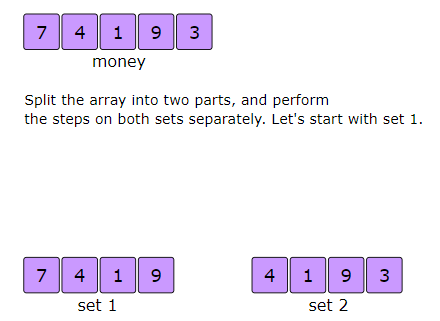 7 4 1 9 3
money
Split the array into two parts, and perform
the steps on both sets separately. Let's start with set 1.
7 4 1 9
4 1 9 3
set 1
set 2